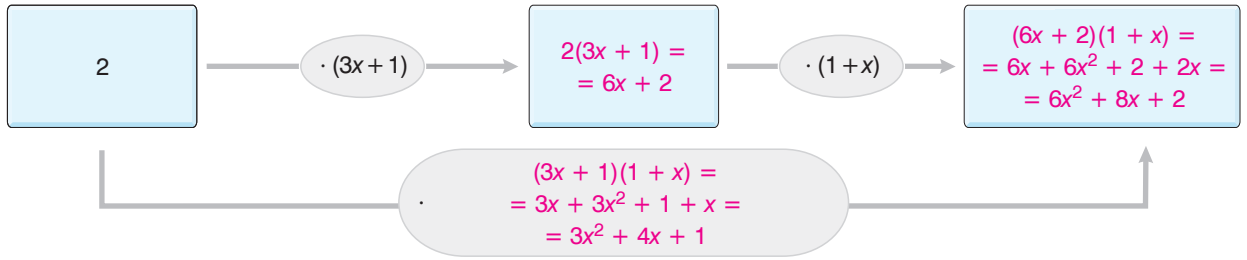 2
· (3x + 1)
2(3x + 1) =
= 6x + 2
· (1 + x)
(6x + 2)(1 + x) =
= 6x + 6x² + 2 + 2x =
= 6x² + 8x + 2
(3x + 1)(1 + x) =
· = 3x + 3x² + 1 + x =
= 3x² + 4x + 1